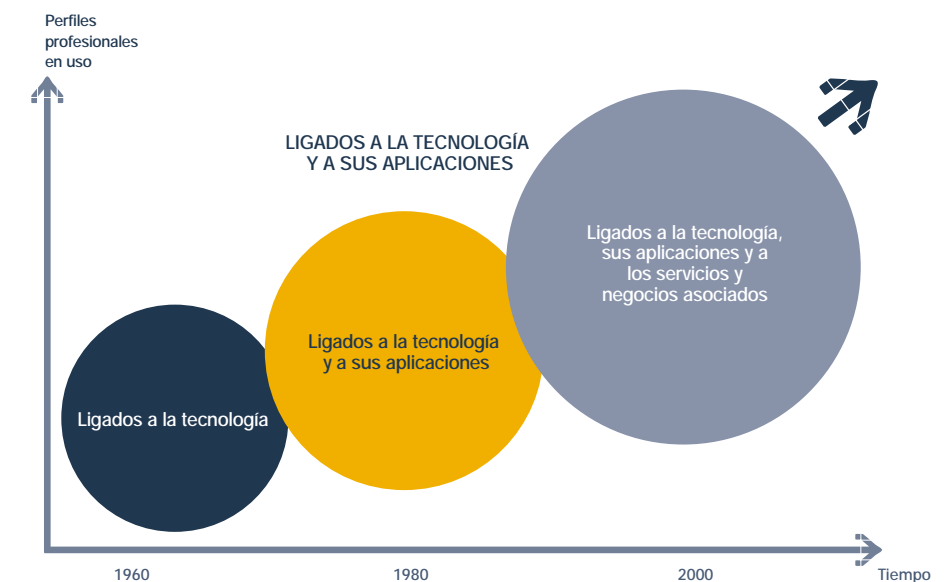 Perfiles
profesionales
en uso
LIGADOS A LA TECNOLOGÍA
Y A SUS APLICACIONES
Ligados a la tecnología,
sus aplicaciones y a
los servicios y
negocios asociados
Ligados a la tecnología
y a sus aplicaciones
Ligados a la tecnología
1960
1980
2000
Tiempo